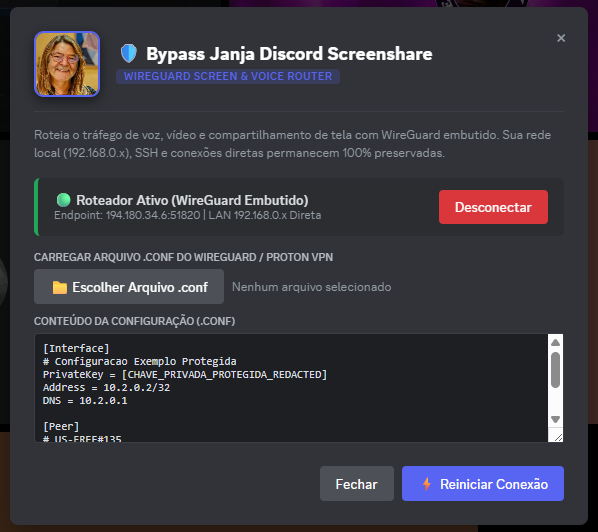 Bypass Janja Discord Screenshare
WIREGUARD SCREEN & VOICE ROUTER
Roteia o tráfego de voz, vídeo e compartilhamento de tela com WireGuard embutido. Sua rede
local (192.168.0.x), SSH e conexões diretas permanecem 100% preservadas.
Roteador Ativo (WireGuard Embutido)
Endpoint: 194.180.34.6:51820 | LAN 192.168.0.x Direta
Desconectar
CARREGAR ARQUIVO .CONF DO WIREGUARD / PROTON VPN
Escolher Arquivo .conf
Nenhum arquivo selecionado
CONTEÚDO DA CONFIGURAÇÃO (.CONF)
[Interface]
# Configuracao Exemplo Protegida
PrivateKey = [CHAVE_PRIVADA_PROTEGIDA_REDACTED]
Address = 10.2.0.2/32
DNS = 10.2.0.1
[Peer]
# US-FREE#135
Fechar
Reiniciar Conexão